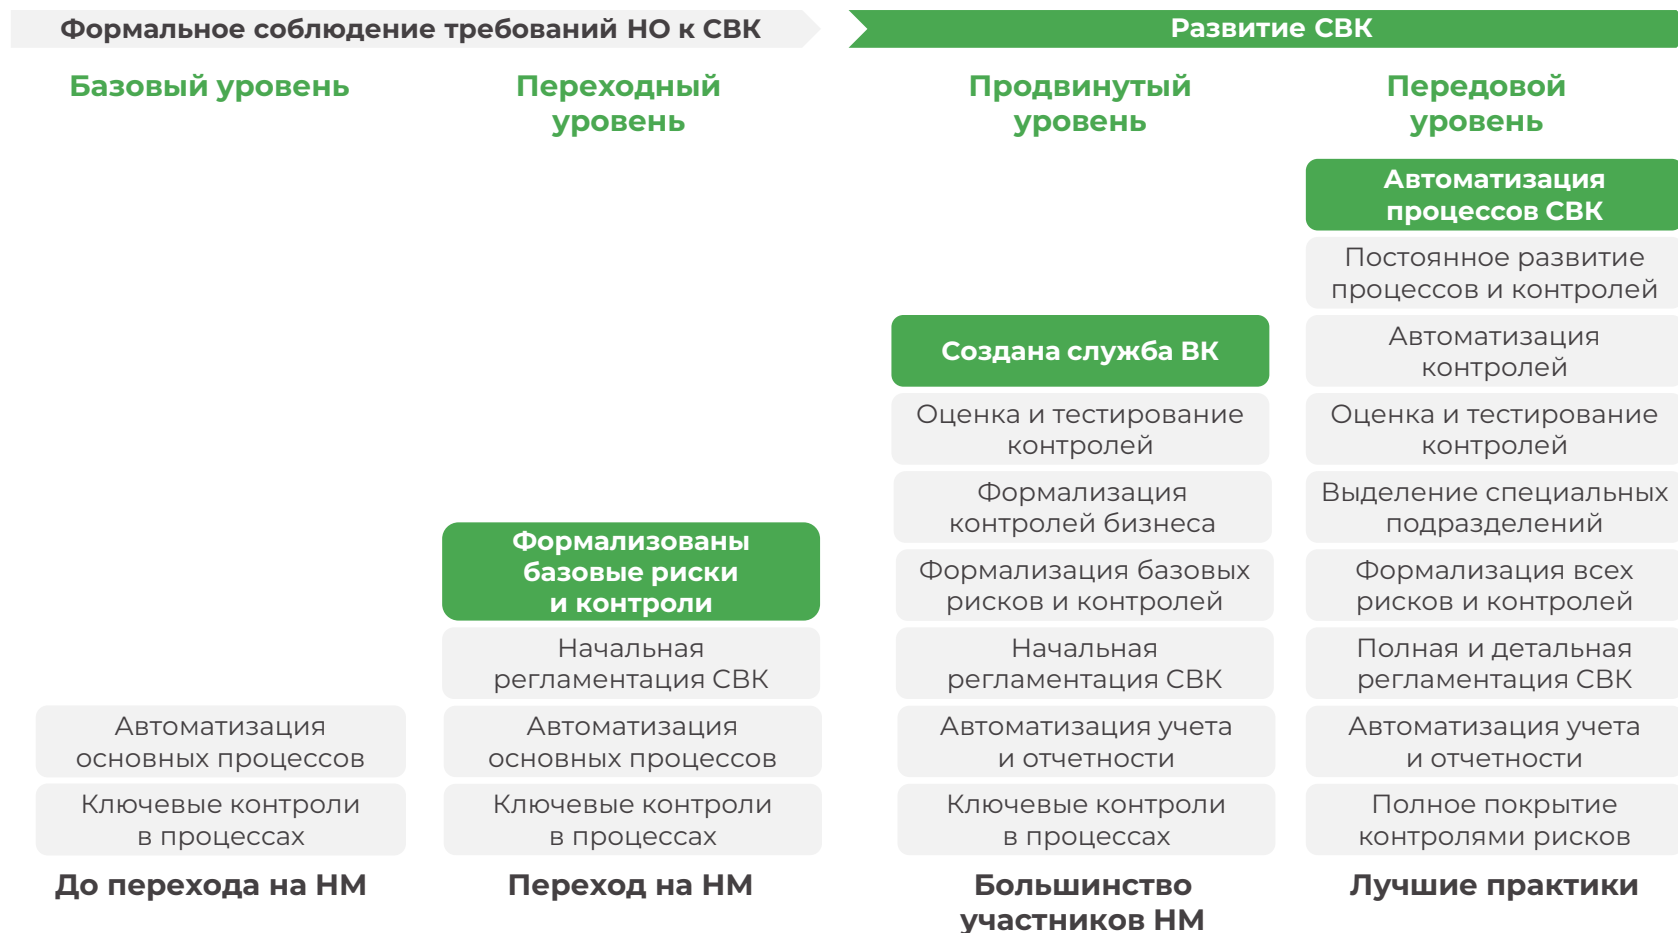 Формальное соблюдение требований НО к СВК
Развитие СВК
Базовый уровень
Переходный
уровень
Продвинутый
уровень
Передовой
уровень
Автоматизация
процессов СВК
Постоянное развитие
процессов и контролей
Создана служба ВК
Автоматизация
контролей
Оценка и тестирование
контролей
Оценка и тестирование
контролей
Формализация
контролей бизнеса
Выделение специальных
подразделений
Формализованы
базовые риски
и контроли
Формализация базовых
рисков и контролей
Формализация всех
рисков и контролей
Начальная
регламентация СВК
Начальная
регламентация СВК
Полная и детальная
регламентация СВК
Автоматизация
основных процессов
Автоматизация
основных процессов
Автоматизация учета
и отчетности
Автоматизация учета
и отчетности
Ключевые контроли
в процессах
Ключевые контроли
в процессах
Ключевые контроли
в процессах
Полное покрытие
контролями рисков
До перехода на НМ
Переход на НМ
Большинство
участников НМ
Лучшие практики